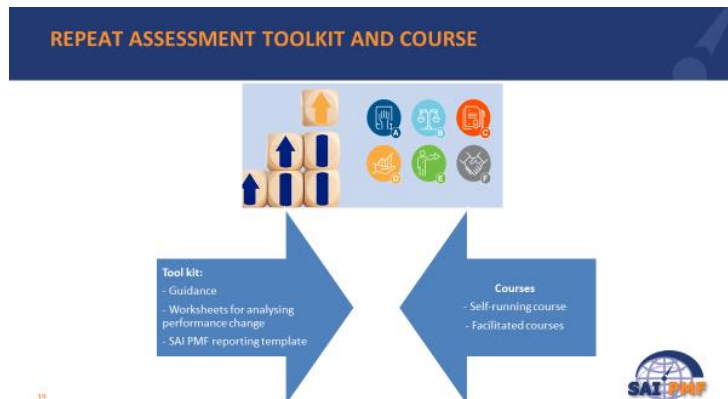 REPEAT ASSESSMENT TOOLKIT AND COURSE
A
B
C
D
E
F
Tool kit:
- Guidance
- Worksheets for analysing
performance change
- SAI PMF reporting template
Courses
- Self-running course
- Facilitated courses
SAI PMF